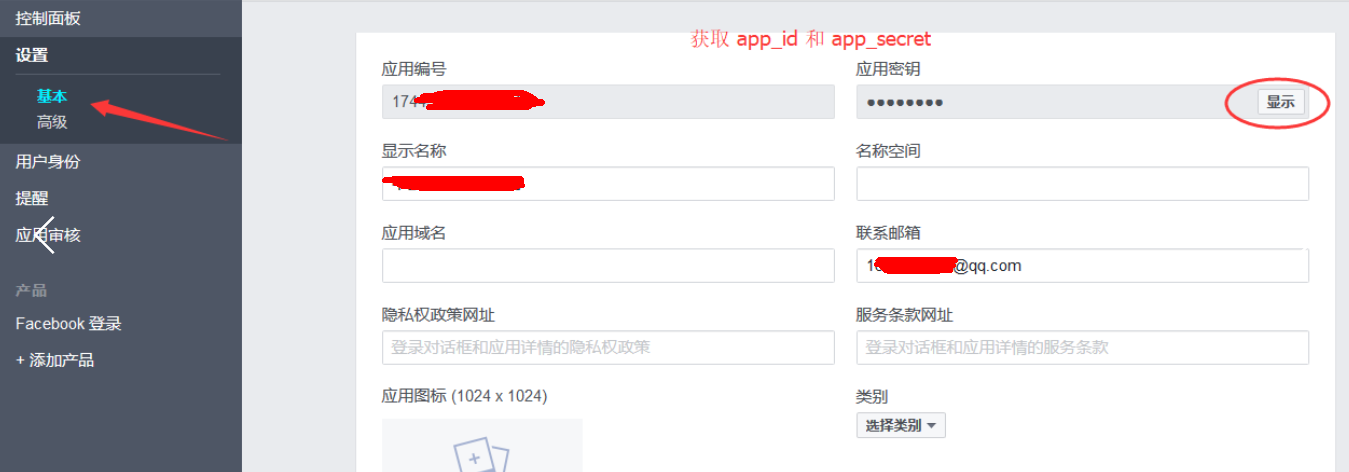 控制面板
设置
基本
高级
用户身份
提醒
应用审核
产品
Facebook 登录
+ 添加产品
获取 app_id 和 app_secret
应用编号
应用密钥
174
●●●●●●●●
显示
显示名称
名称空间
应用域名
联系邮箱
@qq.com
隐私权政策网址
服务条款网址
登录对话框和应用详情的隐私权政策
登录对话框和应用详情的服务条款
应用图标 (1024 x 1024)
类别
选择类别